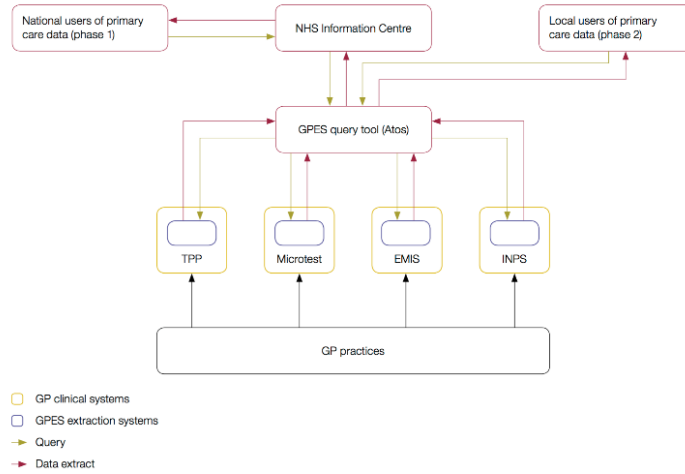 National users of primary
care data (phase 1)
NHS Information Centre
Local users of primary
care data (phase 2)
GPES query tool (Atos)
TPP
Microtest
EMIS
INPS
GP practices
GP clinical systems
GPES extraction systems
Query
Data extract